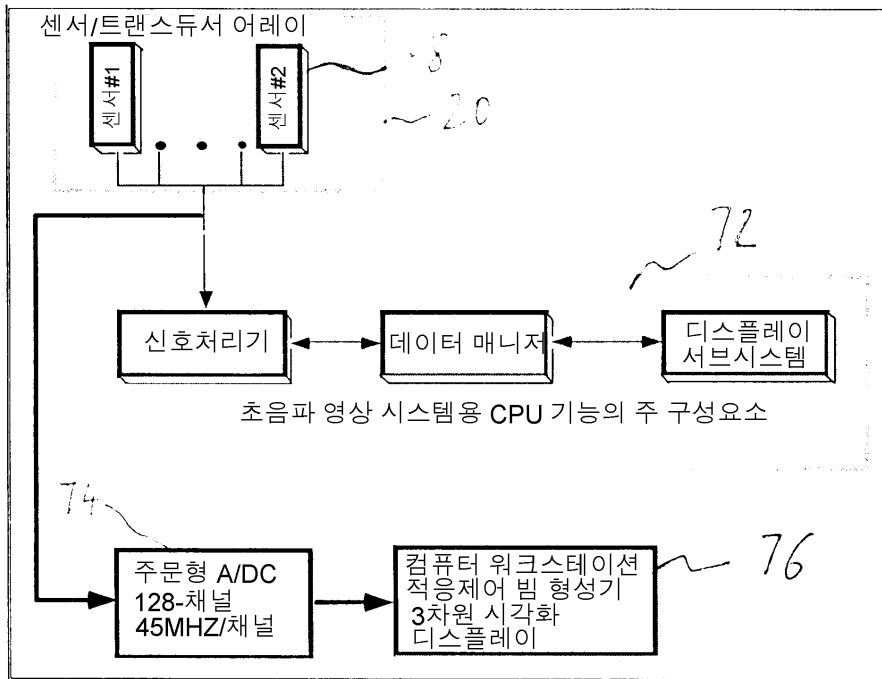 센서/트랜스듀서 어레이
센서#1
센서#2
20
72
신호처리기
데이터 매니저
디스플레이
서브시스템
초음파 영상 시스템용 CPU 기능의 주 구성요소
74
주문형 A/DC
128-채널
45MHZ/채널
컴퓨터 워크스테이션
적응제어 빔 형성기
3차원 시각화
디스플레이
76